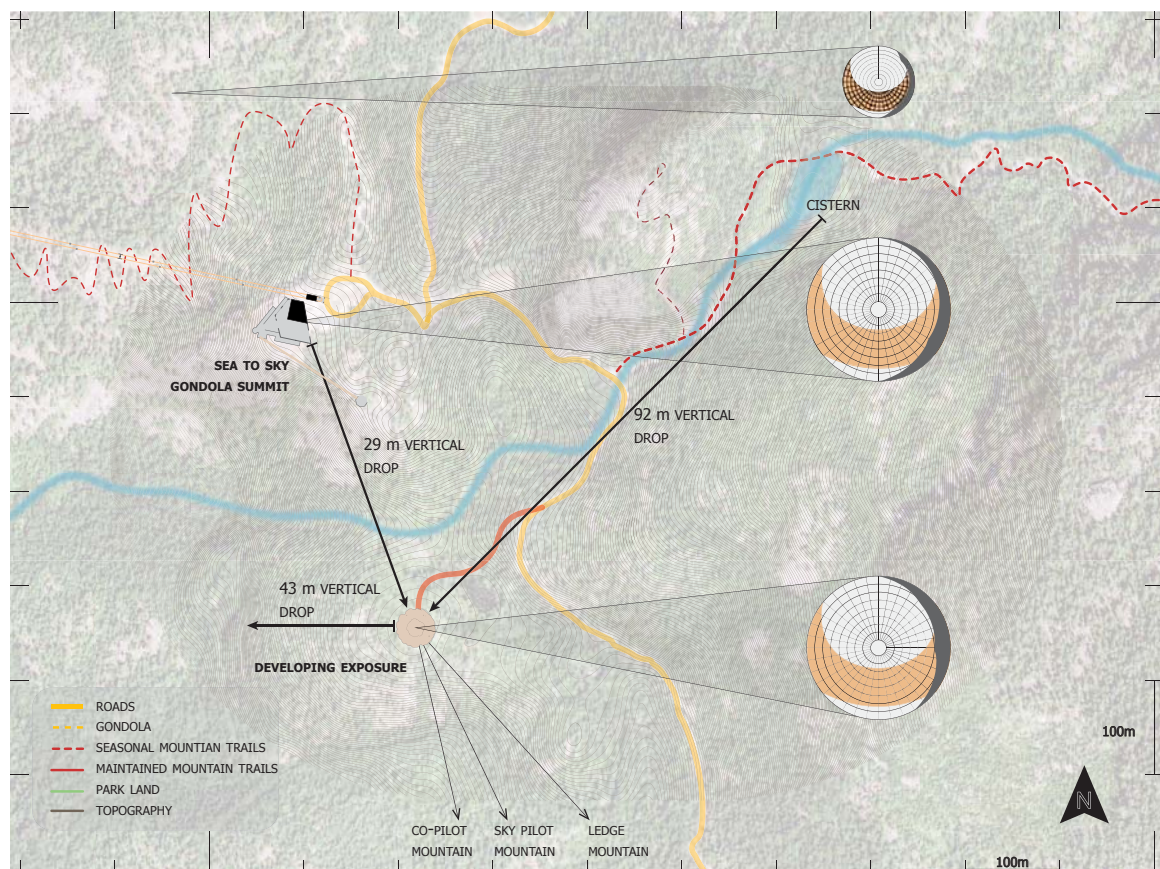 CISTERN
SEA TO SKY
GONDOLA SUMMIT
92 m VERTICAL
DROP
29 m VERTICAL
DROP
43 m VERTICAL
DROP
DEVELOPING EXPOSURE
ROADS
GONDOLA
SEASONAL MOUNTIAN TRAILS
MAINTAINED MOUNTAIN TRAILS
PARK LAND
TOPOGRAPHY
CO-PILOT
MOUNTAIN
SKY PILOT
MOUNTAIN
LEDGE
MOUNTAIN
100m
N
100m